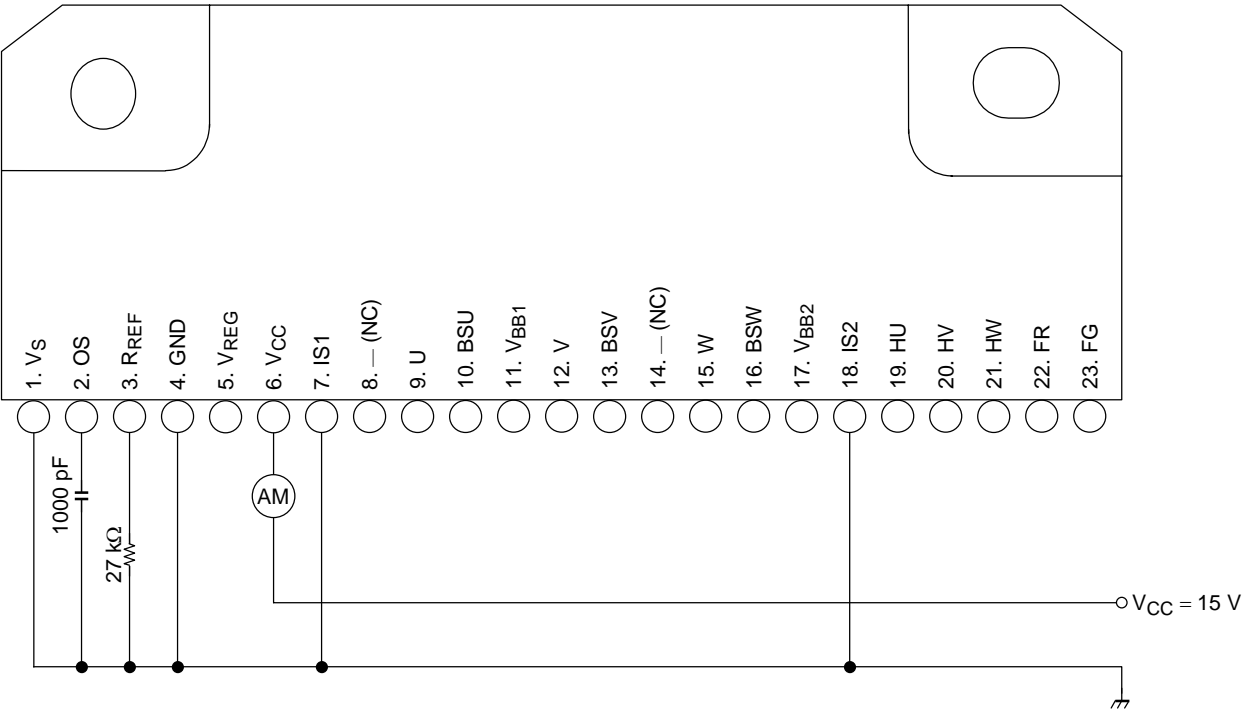 1. VS
2. OS
3. RREF
4. GND
5. VREG
6. VCC
7. IS1
8. — (NC)
9. U
10. BSU
11. VBB1
12. V
13. BSV
14. — (NC)
15. W
16. BSW
17. VBB2
18. IS2
19. HU
20. HV
21. HW
22. FR
23. FG
1000 pF
27 kΩ
AM
VCC = 15 V